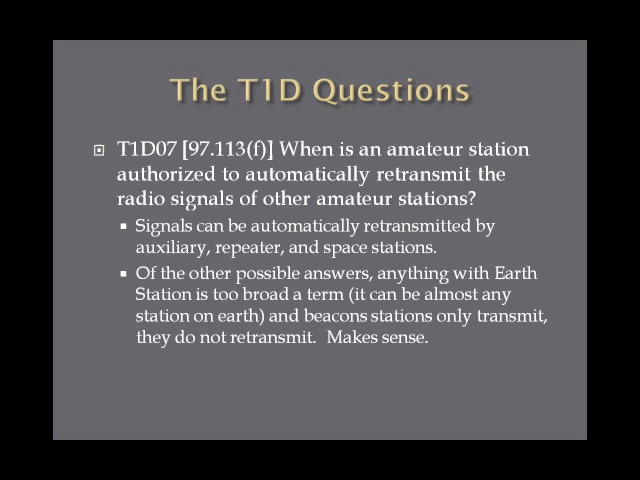 The T1D Questions
T1D07 [97.113(f)] When is an amateur station
authorized to automatically retransmit the
radio signals of other amateur stations?
Signals can be automatically retransmitted by
auxiliary, repeater, and space stations.
Of the other possible answers, anything with Earth
Station is too broad a term (it can be almost any
station on earth) and beacons stations only transmit,
they do not retransmit.  Makes sense.